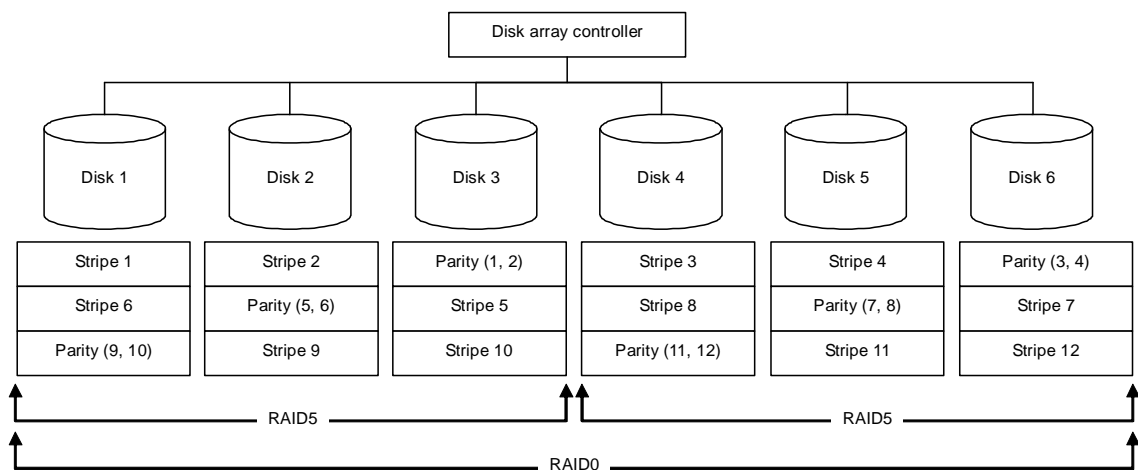 Disk array controller
Disk 1 Disk 2 Disk 3 Disk 4 Disk 5 Disk 6
Stripe 1 Stripe 2 Parity (1, 2) Stripe 3 Stripe 4 Parity (3, 4)
Stripe 6 Parity (5, 6) Stripe 5 Stripe 8 Parity (7, 8) Stripe 7
Parity (9, 10) Stripe 9 Stripe 10 Parity (11, 12) Stripe 11 Stripe 12
RAID5 RAID5
RAID0